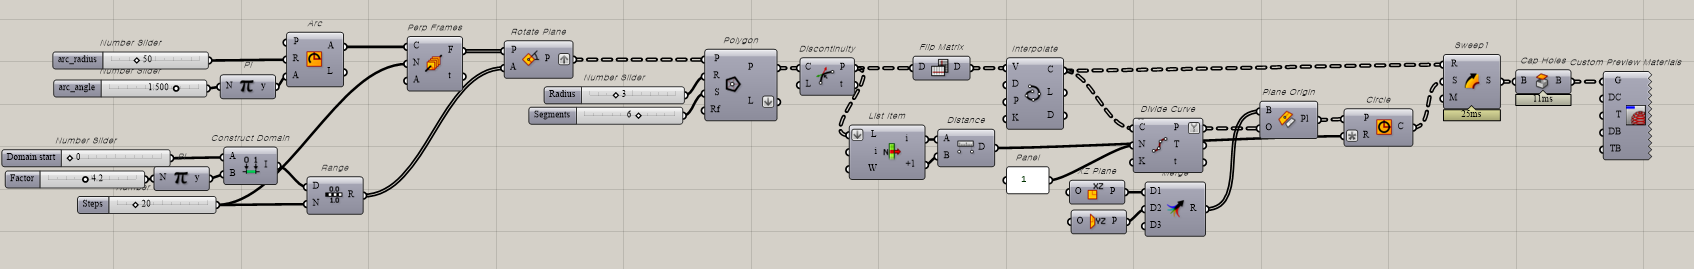 Number Slider
arc_radius
50
Number Slider
arc_angle
1.500
Pi
N
y
Arc
P
R
A
A
L
Number Slider
Domain start
0
Factor
4.2
N
y
Number
Steps
20
Construct Domain
A
B
I
Range
D
N
R
Perp Frames
C
N
A
F
t
Rotate Plane
P
A
P
Number Slider
Radius
3
Segments
6
Polygon
P
R
S
Rf
P
L
Discontinuity
C
L
P
t
List Item
L
i
W
i
+1
Flip Matrix
D
D
Distance
A
B
D
Interpolate
V
D
P
K
C
L
D
Panel
1
XZ Plane
O
XZ
P
O
YZ
P
Divide Curve
C
N
K
P
T
t
Merge
D1
D2
D3
R
Plane Origin
B
O
Pl
Circle
P
R
C
Sweep1
R
S
M
S
25ms
Cap Holes
B
B
11ms
Custom Preview Materials
G
DC
T
DB
TB